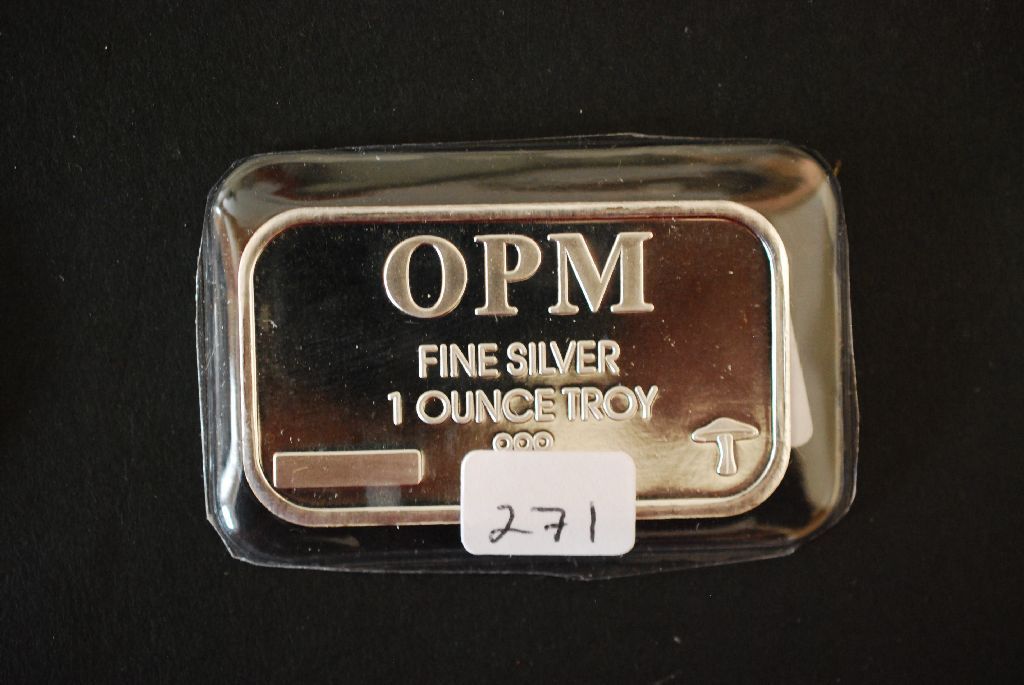 OPM
FINE SILVER
1 OUNCE TROY
271